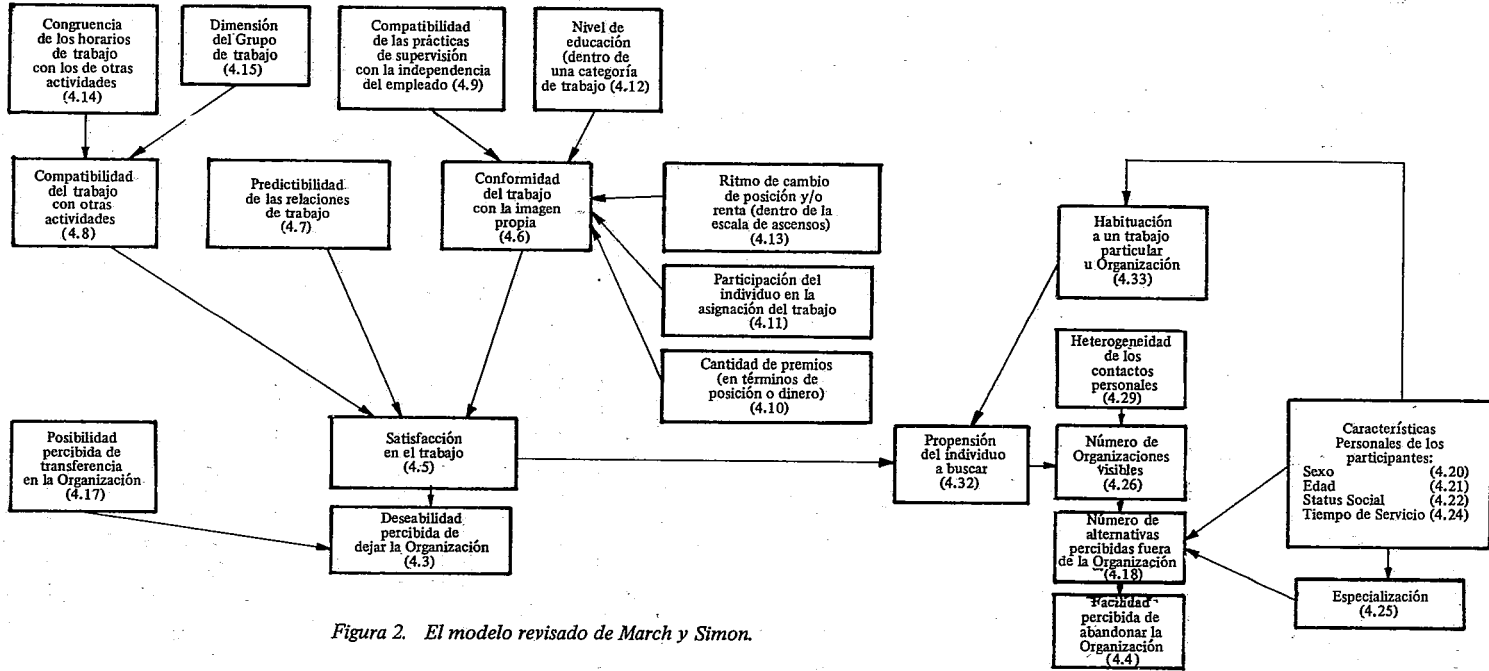 Congruencia
de los horarios
de trabajo
con los de otras
actividades
(4.14)
Dimensión
del Grupo
de trabajo
(4.15)
Compatibilidad
de las prácticas
de supervisión
con la independencia
del empleado (4.9)
Nivel de
educación
(dentro de
una categoría
de trabajo (4.12)
Compatibilidad
del trabajo
con otras
actividades
(4.8)
Predictibilidad
de las relaciones
de trabajo
(4.7)
Conformidad
del trabajo
con la imagen
propia
(4.6)
Ritmo de cambio
de posición y/o
renta (dentro de la
escala de ascensos)
(4.13)
Participación del
individuo en la
asignación del trabajo
(4.11)
Cantidad de premios
(en términos de
posición o dinero)
(4.10)
Habituación
a un trabajo
particular
u Organización
(4.33)
Heterogeneidad
de los
contactos
personales
(4.29)
Posibilidad
percibida de
transferencia
en la Organización
(4.17)
Satisfacción
en el trabajo
(4.5)
Propensión
del individuo
a buscar
(4.32)
Número de
Organizaciones
visibles
(4.26)
Características
Personales de los
participantes:
Sexo (4.20)
Edad (4.21)
Status Social (4.22)
Tiempo de Servicio (4.24)
Deseabilidad
percibida de
dejar la Organización
(4.3)
Número de
alternativas
percibidas fuera
de la Organización
(4.18)
Especialización
(4.25)
Facilidad
percibida de
abandonar la
Organización
(4.4)
Figura 2. El modelo revisado de March y Simon.